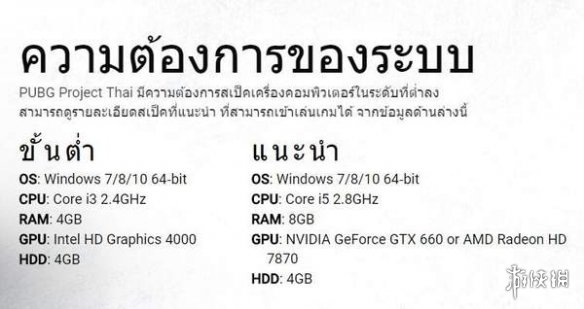 ความต้องการของระบบ
PUBG Project Thai มีความต้องการสเป็คเครื่องคอมพิวเตอร์ในระดับที่ต่ำลง
สามารถดูรายละเอียดสเป็คที่แนะนำ ที่สามารถเข้าเล่นเกมได้ จากข้อมูลด้านล่างนี้
ขั้นต่ำ
OS: Windows 7/8/10 64-bit
CPU: Core i3 2.4GHz
RAM: 4GB
GPU: Intel HD Graphics 4000
HDD: 4GB
แนะนำ
OS: Windows 7/8/10 64-bit
CPU: Core i5 2.8GHz
RAM: 8GB
GPU: NVIDIA GeForce GTX 660 or AMD Radeon HD
7870
HDD: 4GB
游侠网